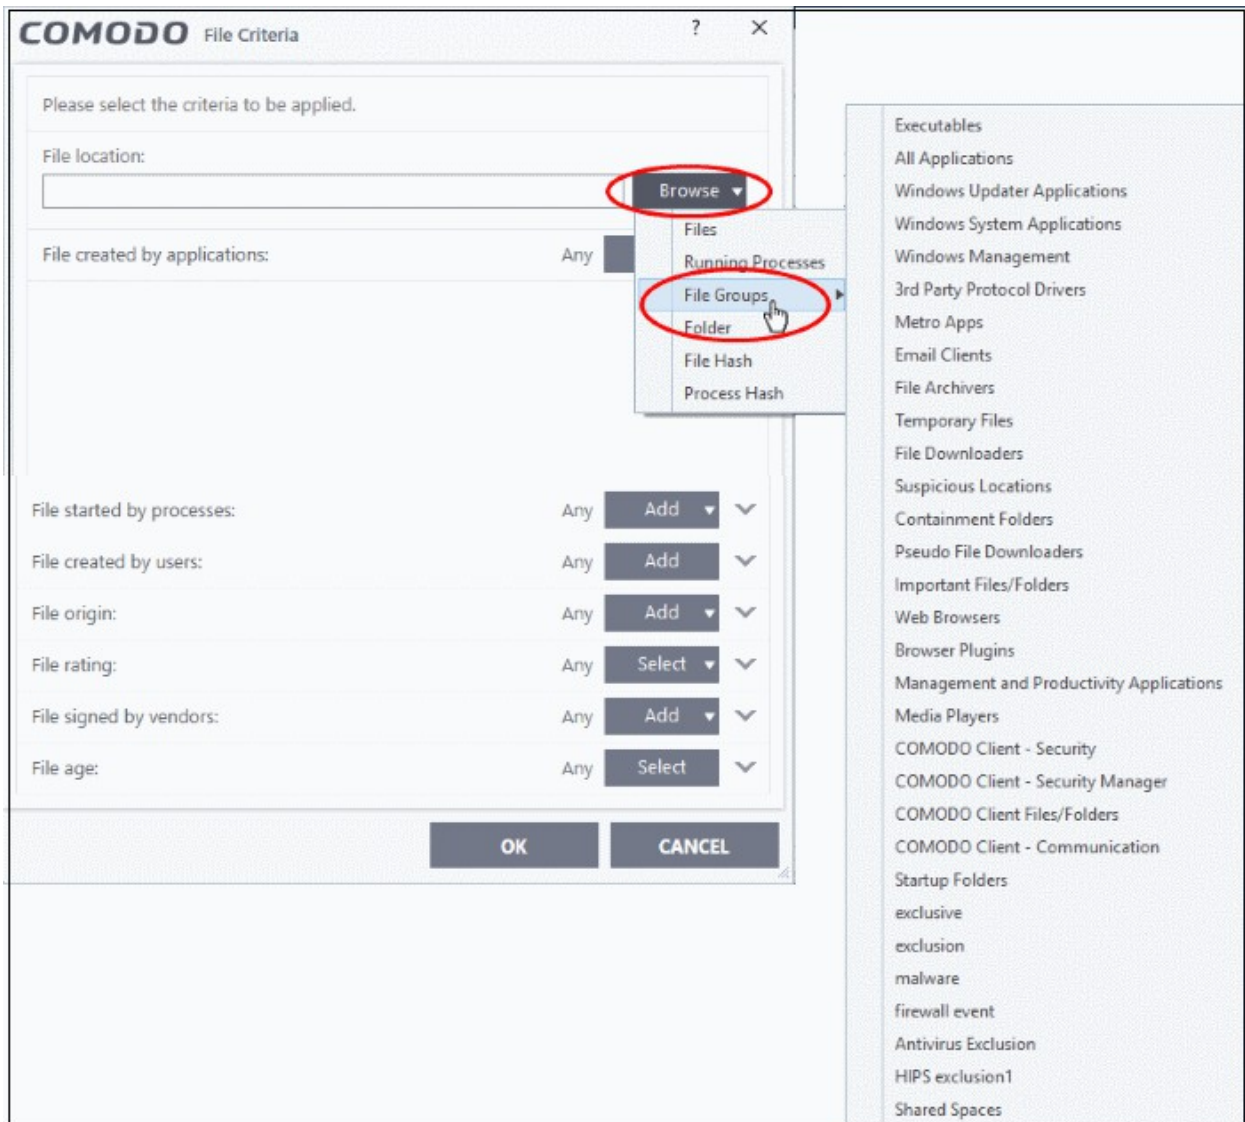 COMODO File Criteria ?
Please select the criteria to be applied.
File location:
Browse
Files
Running Processes
File Groups
Folder
File Hash
Process Hash
File created by applications: Any
File started by processes: Any Add
File created by users: Any Add
File origin: Any Add
File rating: Any Select
File signed by vendors: Any Add
File age: Any Select
OK CANCEL
Executables
All Applications
Windows Updater Applications
Windows System Applications
Windows Management
3rd Party Protocol Drivers
Metro Apps
Email Clients
File Archivers
Temporary Files
File Downloaders
Suspicious Locations
Containment Folders
Pseudo File Downloaders
Important Files/Folders
Web Browsers
Browser Plugins
Management and Productivity Applications
Media Players
COMODO Client - Security
COMODO Client - Security Manager
COMODO Client Files/Folders
COMODO Client - Communication
Startup Folders
exclusive
exclusion
malware
firewall event
Antivirus Exclusion
HIPS exclusion1
Shared Spaces